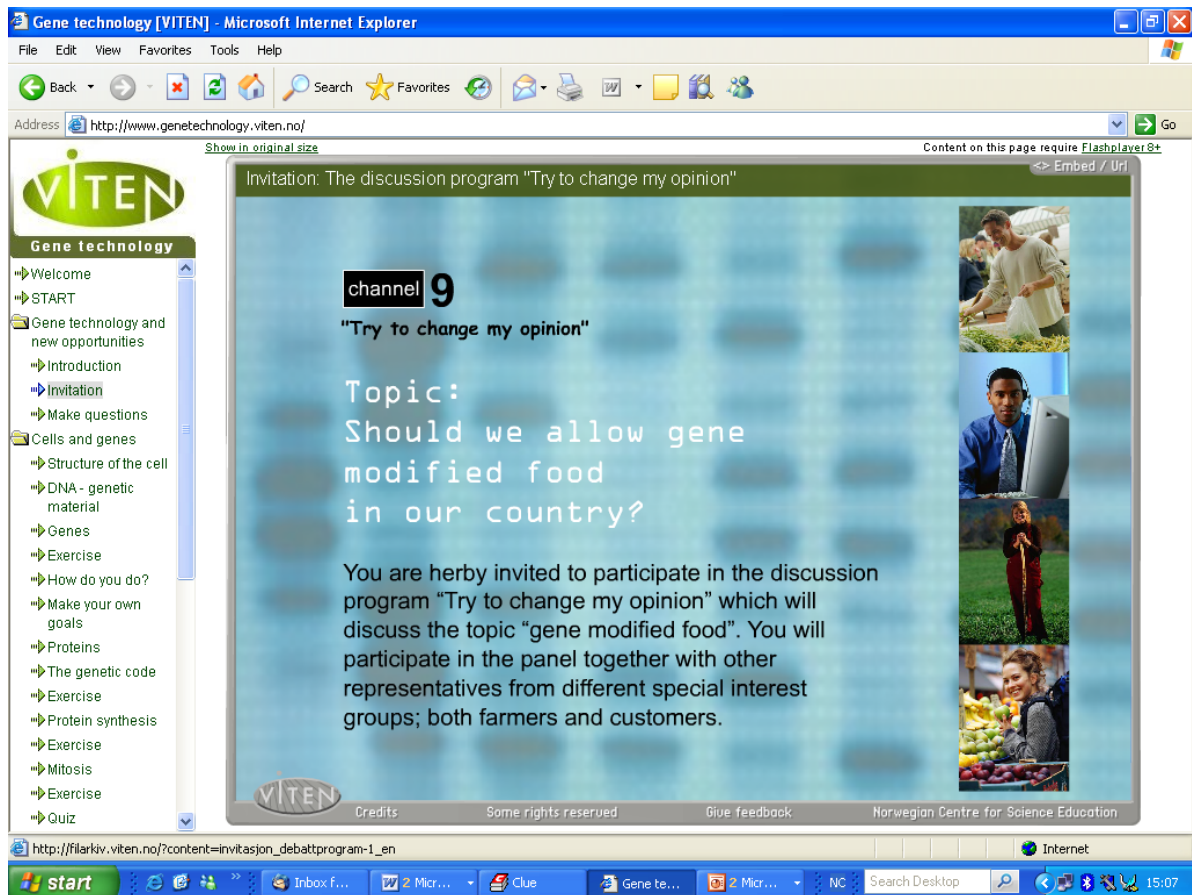 Gene technology [VITEN] - Microsoft Internet Explorer
File Edit View Favorites Tools Help
Back Search Favorites
Address http://www.genetechnology.viten.no/ Go
Show in original size Content on this page require Flashplayer 8+
<> Embed / Url
VITEN
Gene technology
Welcome
START
Gene technology and
new opportunities
Introduction
Invitation
Make questions
Cells and genes
Structure of the cell
DNA - genetic
material
Genes
Exercise
How do you do?
Make your own
goals
Proteins
The genetic code
Exercise
Protein synthesis
Exercise
Mitosis
Exercise
Quiz
Invitation: The discussion program "Try to change my opinion"
channel 9
"Try to change my opinion"
Topic:
Should we allow gene
modified food
in our country?
You are herby invited to participate in the discussion
program “Try to change my opinion” which will
discuss the topic “gene modified food”. You will
participate in the panel together with other
representatives from different special interest
groups; both farmers and customers.
VITEN
Credits Some rights reserved Give feedback Norwegian Centre for Science Education
http://filarkiv.viten.no/?content=invitasjon_debattprogram-1_en Internet
start Inbox f... 2 Micr... Clue Gene te... 2 Micr... NC Search Desktop 15:07